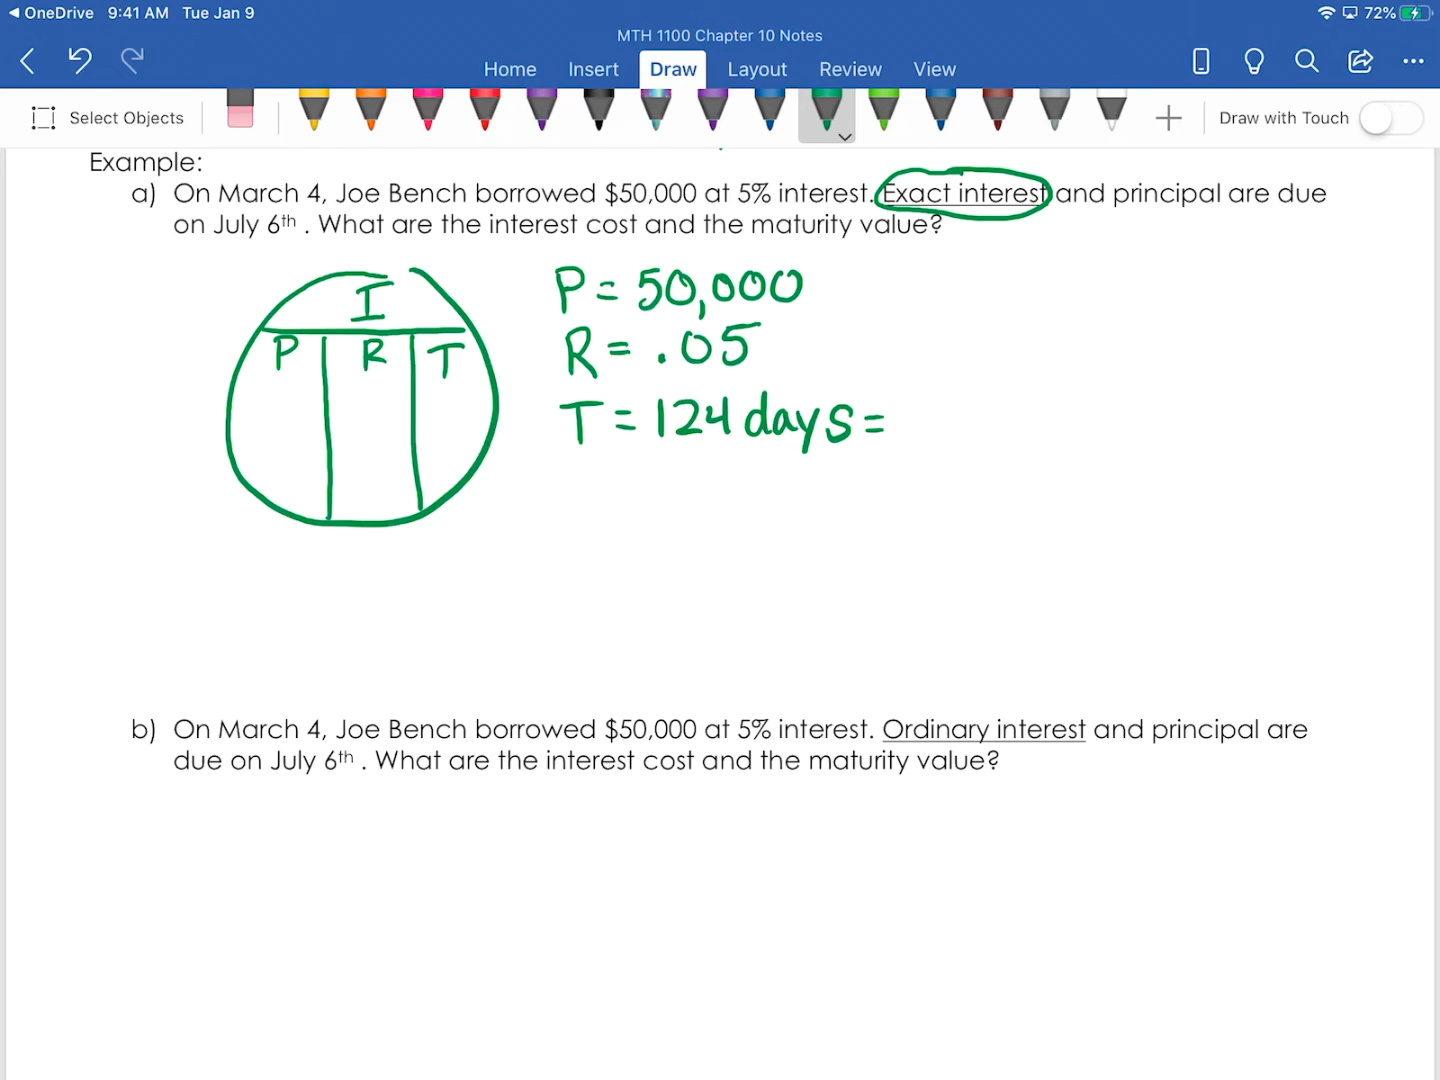 OneDrive 9:41 AM Tue Jan 9 72%
MTH 1100 Chapter 10 Notes
Home Insert Draw Layout Review View
Select Objects Draw with Touch
Example:
a) On March 4, Joe Bench borrowed $50,000 at 5% interest. Exact interest and principal are due
on July 6th . What are the interest cost and the maturity value?
I
P R T
P = 50,000
R = .05
T = 124 days =
b) On March 4, Joe Bench borrowed $50,000 at 5% interest. Ordinary interest and principal are
due on July 6th . What are the interest cost and the maturity value?